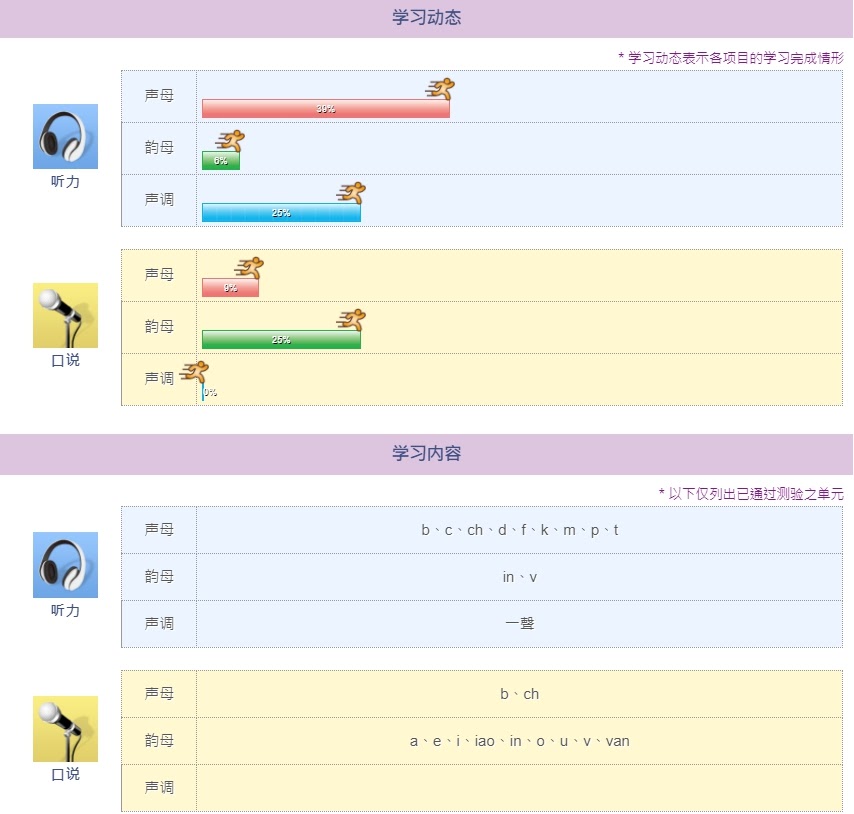 学习动态
* 学习动态表示各项目的学习完成情形
声母 39%
韵母 6%
声调 25%
听力
声母 9%
韵母 25%
声调 0%
口说
学习内容
* 以下仅列出已通过测验之单元
声母 b、c、ch、d、f、k、m、p、t
韵母 in、v
声调 一聲
听力
声母 b、ch
韵母 a、e、i、iao、in、o、u、v、van
声调
口说